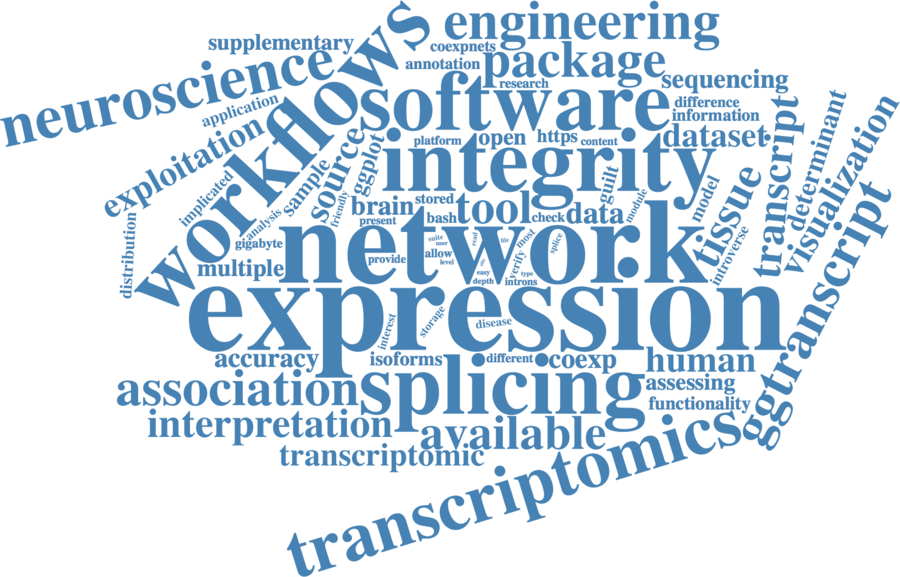 engineering
supplementary
coexpnets
annotation
package
neuroscience
workflows
research
sequencing
application
software
difference
information
exploitation
source
ggplot
platform
open
https
content
dataset
transcript
determinant
visualization
integrity
implicated
analysis
sample
friendly
brain
stored
present
bash
tool
check
data
guilt
module
model
tissue
introverse
distribution
gigabyte
multiple
network
provide
allow
level
suite
user
read
file
most
verify
splice
easy
type
depth
introns
expression
interest
storage
disease
ggtranscript
accuracy
isoforms
different
coexp
human
association
splicing
assessing
functionality
interpretation
available
transcriptomic
transcriptomics